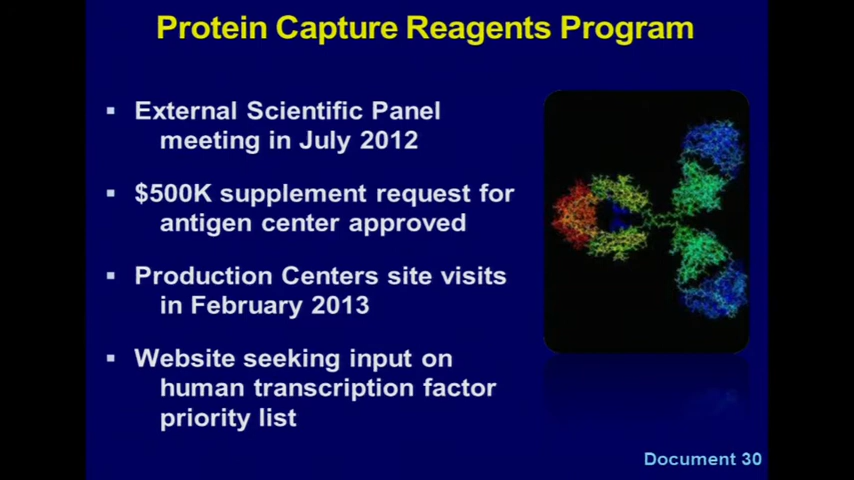 Protein Capture Reagents Program
▪ External Scientific Panel
meeting in July 2012
▪ $500K supplement request for
antigen center approved
▪ Production Centers site visits
in February 2013
▪ Website seeking input on
human transcription factor
priority list
Document 30